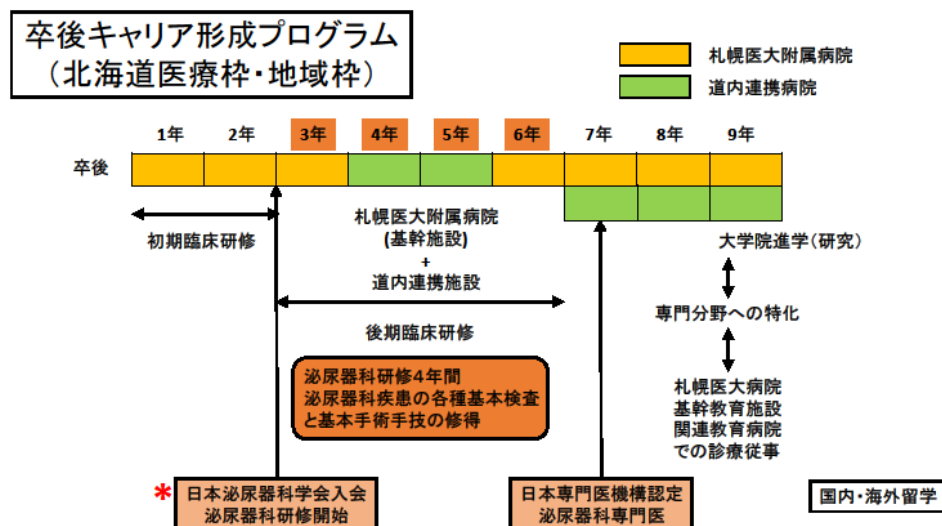 卒後キャリア形成プログラム
（北海道医療枠・地域枠）
札幌医大附属病院
道内連携病院
1年 2年 3年 4年 5年 6年 7年 8年 9年
卒後
初期臨床研修
札幌医大附属病院
(基幹施設)
+
道内連携施設
後期臨床研修
泌尿器科研修4年間
泌尿器科疾患の各種基本検査
と基本手術手技の修得
大学院進学(研究)
専門分野への特化
札幌医大病院
基幹教育施設
関連教育病院
での診療従事
*日本泌尿器科学会入会
泌尿器科研修開始
日本専門医機構認定
泌尿器科専門医
国内・海外留学